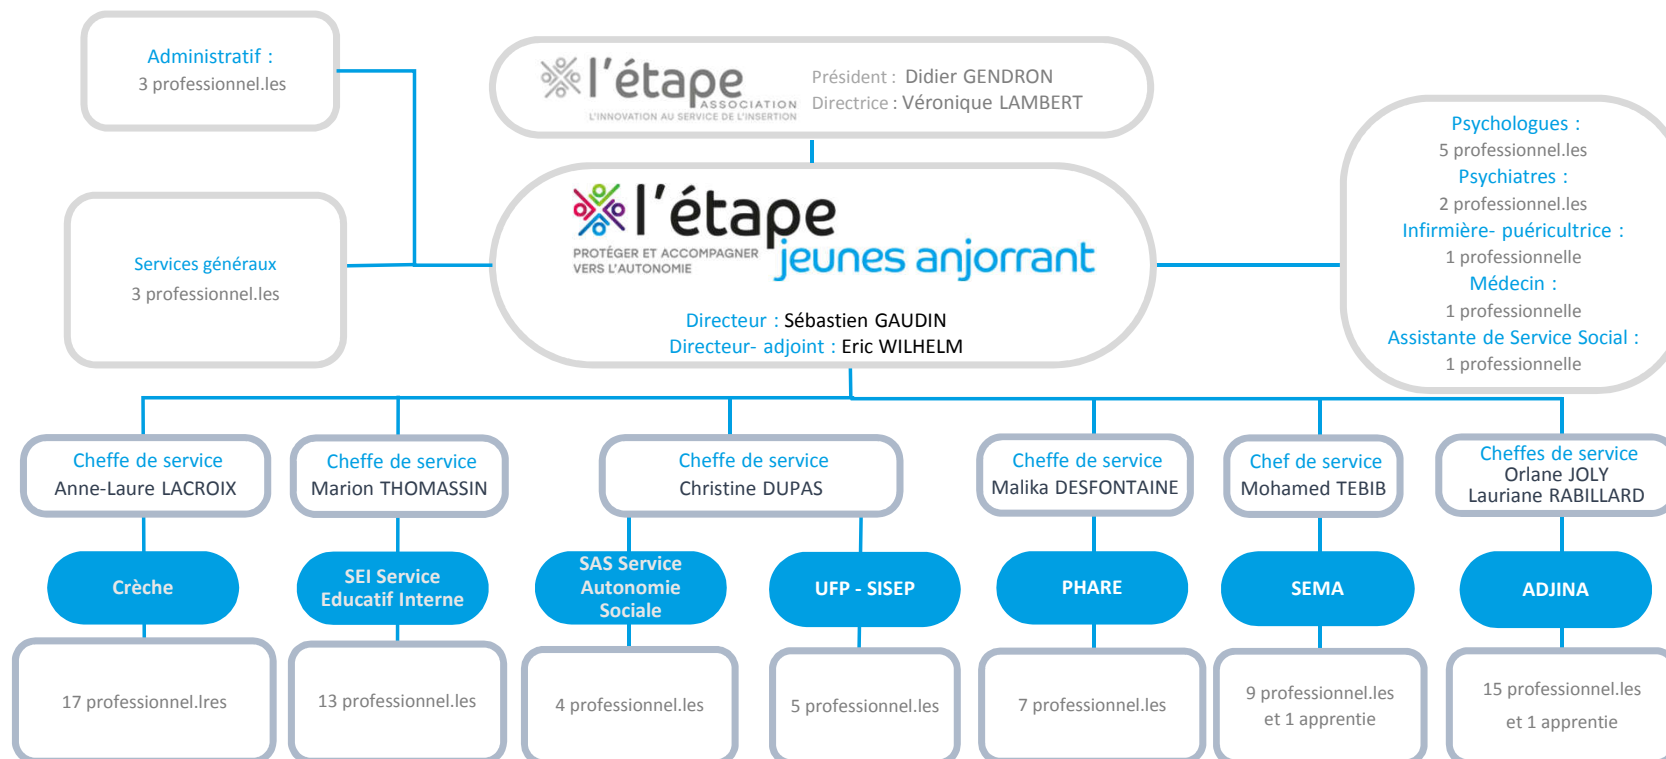 Administratif :
3 professionnel.les
l'étape
ASSOCIATION
L'INNOVATION AU SERVICE DE L'INSERTION
Président : Didier GENDRON
Directrice : Véronique LAMBERT
Psychologues :
5 professionnel.les
Psychiatres :
2 professionnel.les
Infirmière- puéricultrice :
1 professionnelle
Médecin :
1 professionnelle
Assistante de Service Social :
1 professionnelle
Services généraux
3 professionnel.les
l'étape
PROTÉGER ET ACCOMPAGNER
VERS L'AUTONOMIE
jeunes anjorrant
Directeur : Sébastien GAUDIN
Directeur- adjoint : Eric WILHELM
Cheffe de service
Anne-Laure LACROIX
Cheffe de service
Marion THOMASSIN
Cheffe de service
Christine DUPAS
Cheffe de service
Malika DESFONTAINE
Chef de service
Mohamed TEBIB
Cheffes de service
Orlane JOLY
Lauriane RABILLARD
Crèche
SEI Service
Educatif Interne
SAS Service
Autonomie
Sociale
UFP - SISEP
PHARE
SEMA
ADJINA
17 professionnel.lres
13 professionnel.les
4 professionnel.les
5 professionnel.les
7 professionnel.les
9 professionnel.les
et 1 apprentie
15 professionnel.les
et 1 apprentie